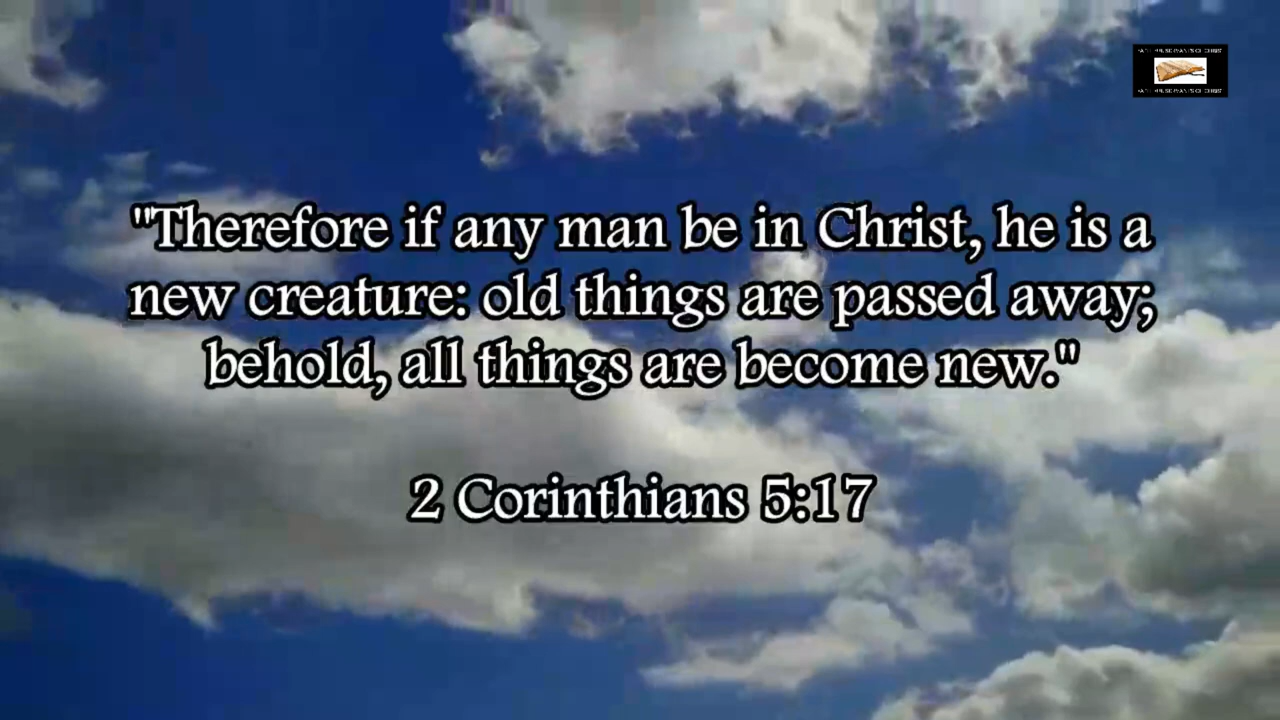 "Therefore if any man be in Christ, he is a
new creature: old things are passed away;
behold, all things are become new."
2 Corinthians 5:17